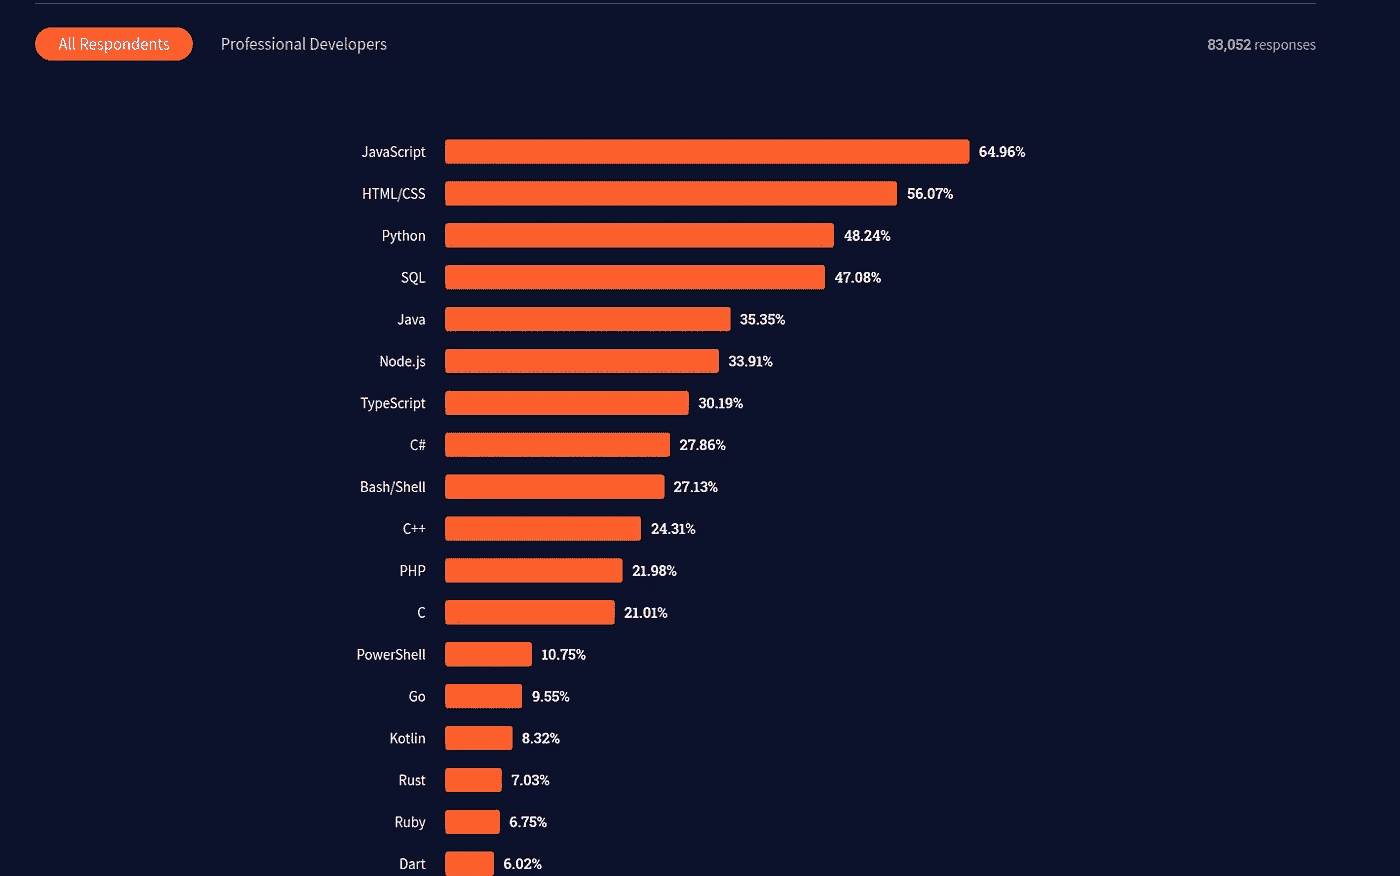 All Respondents Professional Developers 83,052 responses
JavaScript 64.96%
HTML/CSS 56.07%
Python 48.24%
SQL 47.08%
Java 35.35%
Node.js 33.91%
TypeScript 30.19%
C# 27.86%
Bash/Shell 27.13%
C++ 24.31%
PHP 21.98%
C 21.01%
PowerShell 10.75%
Go 9.55%
Kotlin 8.32%
Rust 7.03%
Ruby 6.75%
Dart 6.02%